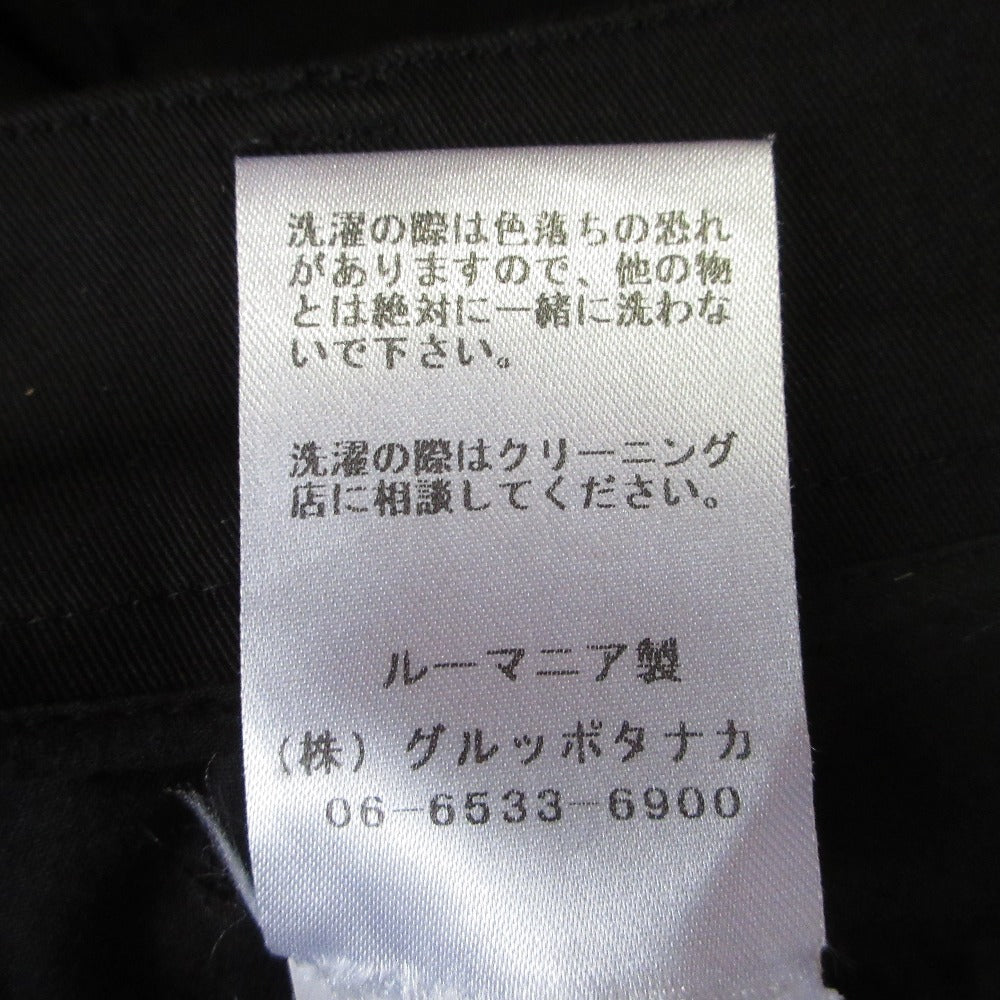 洗濯の際は色落ちの恐れ
がありますので、他の物
とは絶対に一緒に洗わな
いで下さい。
洗濯の際はクリーニング
店に相談してください。
ルーマニア製
（株）グルッポタナカ
06-6533-6900